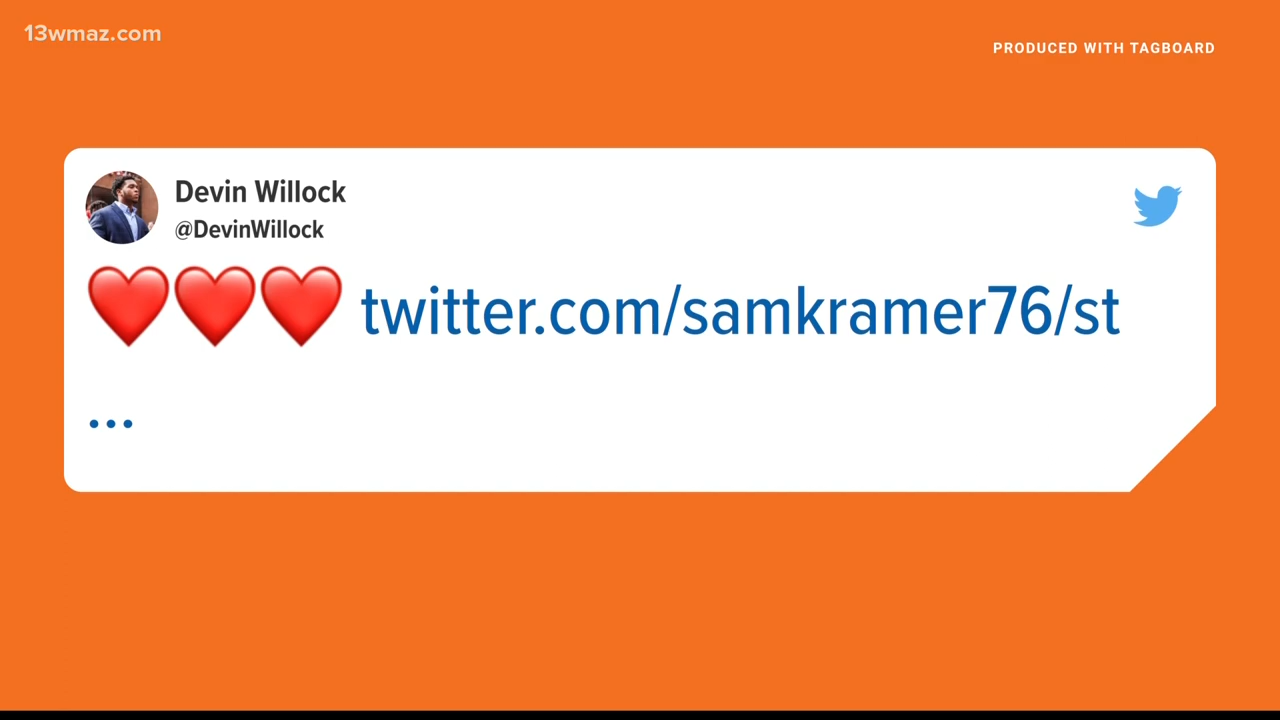 13wmaz.com
PRODUCED WITH TAGBOARD
Devin Willock
@DevinWillock
❤️❤️❤️ twitter.com/samkramer76/st
...